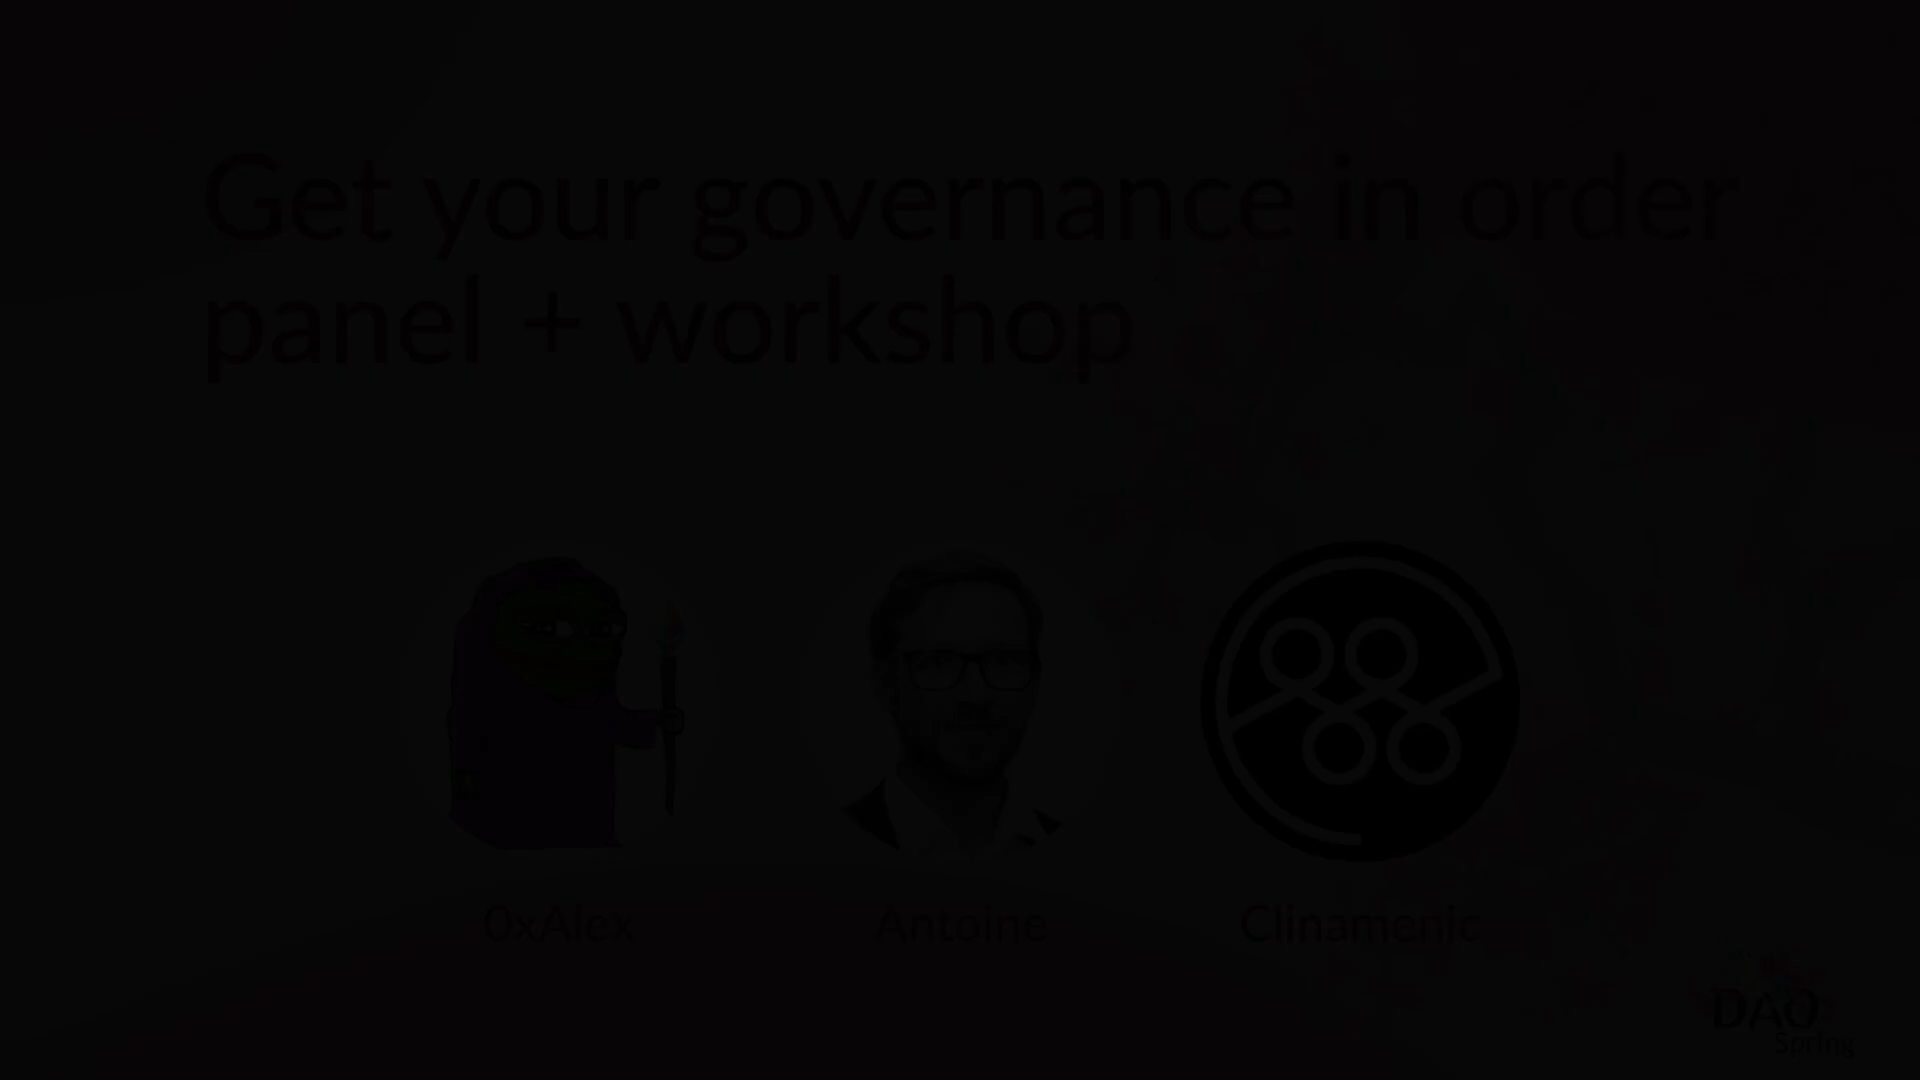 Get your governance in order
panel + workshop
0xAlex
Antoine
Clinamenic
DAO
Spring